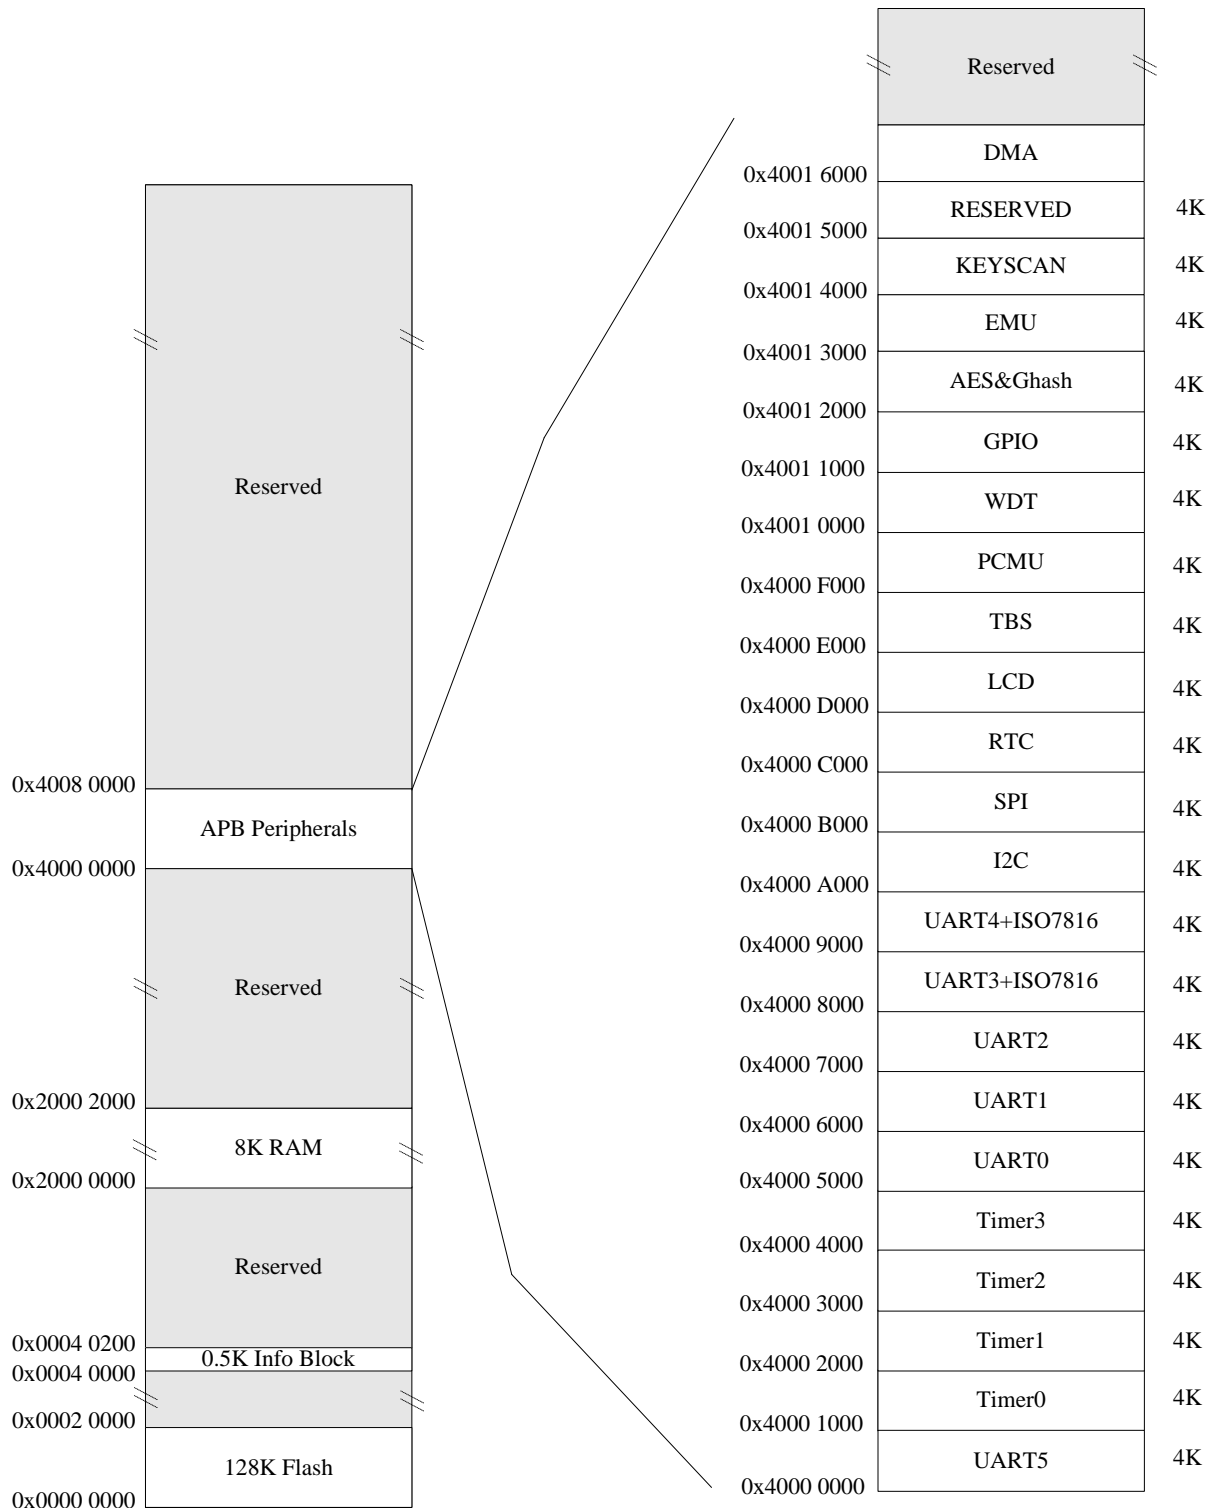 Reserved
0x4008 0000
APB Peripherals
0x4000 0000
Reserved
0x2000 2000
8K RAM
0x2000 0000
Reserved
0x0004 0200
0.5K Info Block
0x0004 0000
0x0002 0000
128K Flash
0x0000 0000
Reserved
DMA
0x4001 6000
RESERVED 4K
0x4001 5000
KEYSCAN 4K
0x4001 4000
EMU 4K
0x4001 3000
AES&Ghash 4K
0x4001 2000
GPIO 4K
0x4001 1000
WDT 4K
0x4001 0000
PCMU 4K
0x4000 F000
TBS 4K
0x4000 E000
LCD 4K
0x4000 D000
RTC 4K
0x4000 C000
SPI 4K
0x4000 B000
I2C 4K
0x4000 A000
UART4+ISO7816 4K
0x4000 9000
UART3+ISO7816 4K
0x4000 8000
UART2 4K
0x4000 7000
UART1 4K
0x4000 6000
UART0 4K
0x4000 5000
Timer3 4K
0x4000 4000
Timer2 4K
0x4000 3000
Timer1 4K
0x4000 2000
Timer0 4K
0x4000 1000
UART5 4K
0x4000 0000